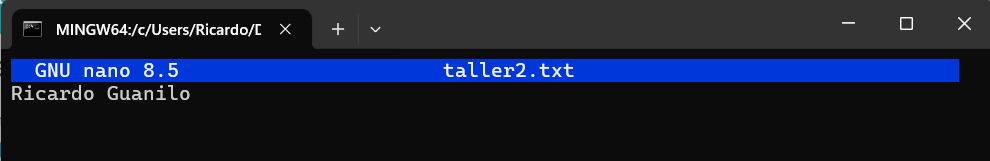 MINGW64:/c/Users/Ricardo/D
GNU nano 8.5 taller2.txt
Ricardo Guanilo